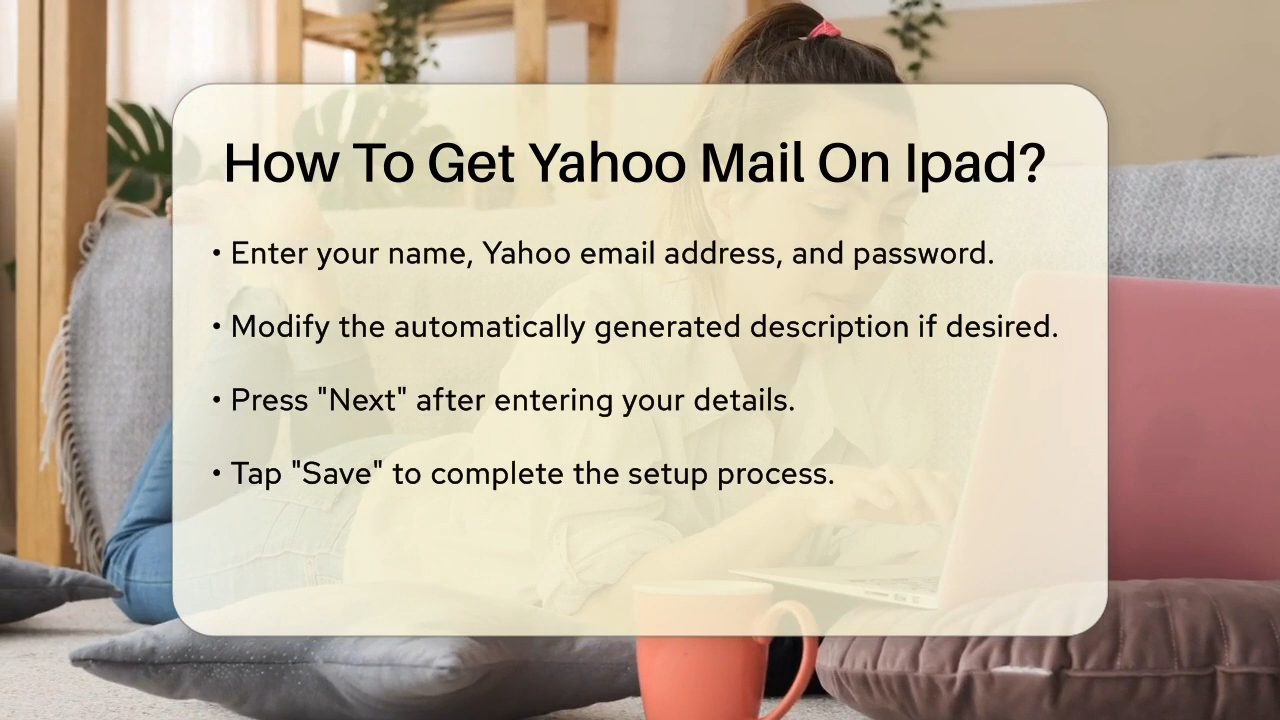 How To Get Yahoo Mail On Ipad?
• Enter your name, Yahoo email address, and password.
• Modify the automatically generated description if desired.
• Press "Next" after entering your details.
• Tap "Save" to complete the setup process.